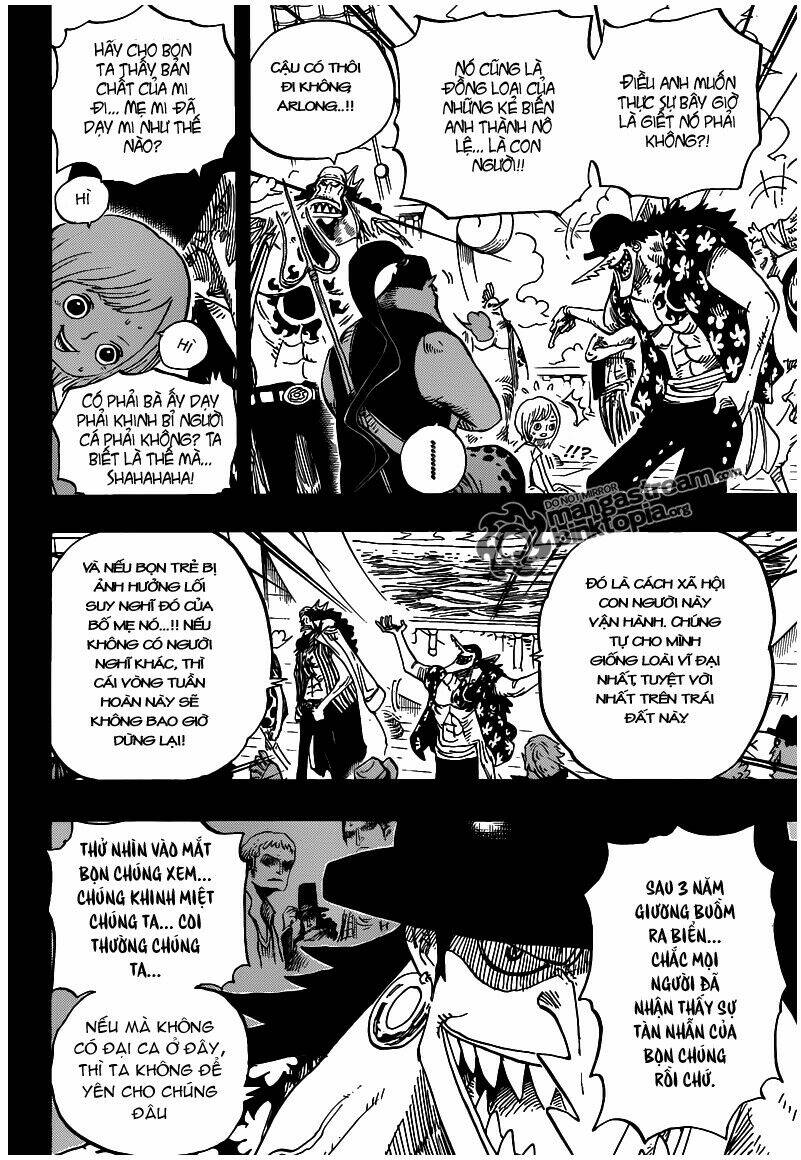 ĐIỀU ANH MUỐN
THỰC SỰ BÂY GIỜ
LÀ GIẾT NÓ PHẢI
KHÔNG?!
NÓ CŨNG LÀ
ĐỒNG LOẠI CỦA
NHỮNG KẺ BIẾN
ANH THÀNH NÔ
LỆ... LÀ CON
NGƯỜI!!
CẬU CÓ THÔI
ĐI KHÔNG
ARLONG..!!
!!?
HÃY CHO BỌN
TA THẤY BẢN
CHẤT CỦA MI
ĐI... MẸ MI ĐÃ
DẠY MI NHƯ THẾ
NÀO?
HÌ
HÌ
CÓ PHẢI BÀ ẤY DẠY
PHẢI KHINH BỈ NGƯỜI
CÁ PHẢI KHÔNG? TA
BIẾT LÀ THẾ MÀ...
SHAHAHAHA!
DO NOT MIRROR
mangastream.com
inktopia.org
ĐÓ LÀ CÁCH XÃ HỘI
CON NGƯỜI NÀY
VẬN HÀNH. CHÚNG
TỰ CHO MÌNH
GIỐNG LOÀI VĨ ĐẠI
NHẤT, TUYỆT VỜI
NHẤT TRÊN TRÁI
ĐẤT NÀY
VÀ NẾU BỌN TRẺ BỊ
ẢNH HƯỞNG LỐI
SUY NGHĨ ĐÓ CỦA
BỐ MẸ NÓ...!! NẾU
KHÔNG CÓ NGƯỜI
NGHĨ KHÁC, THÌ
CÁI VÒNG TUẦN
HOÀN NÀY SẼ
KHÔNG BAO GIỜ
DỪNG LẠI!
SAU 3 NĂM
GIƯƠNG BUỒM
RA BIỂN...
CHẮC MỌI
NGƯỜI ĐÃ
NHẬN THẤY SỰ
TÀN NHẪN CỦA
BỌN CHÚNG
RỒI CHỨ.
THỬ NHÌN VÀO MẮT
BỌN CHÚNG XEM...
CHÚNG KHINH MIỆT
CHÚNG TA... COI
THƯỜNG CHÚNG
TA...
NẾU MÀ KHÔNG
CÓ ĐẠI CA Ở ĐÂY,
THÌ TA KHÔNG ĐỂ
YÊN CHO CHÚNG
ĐÂU